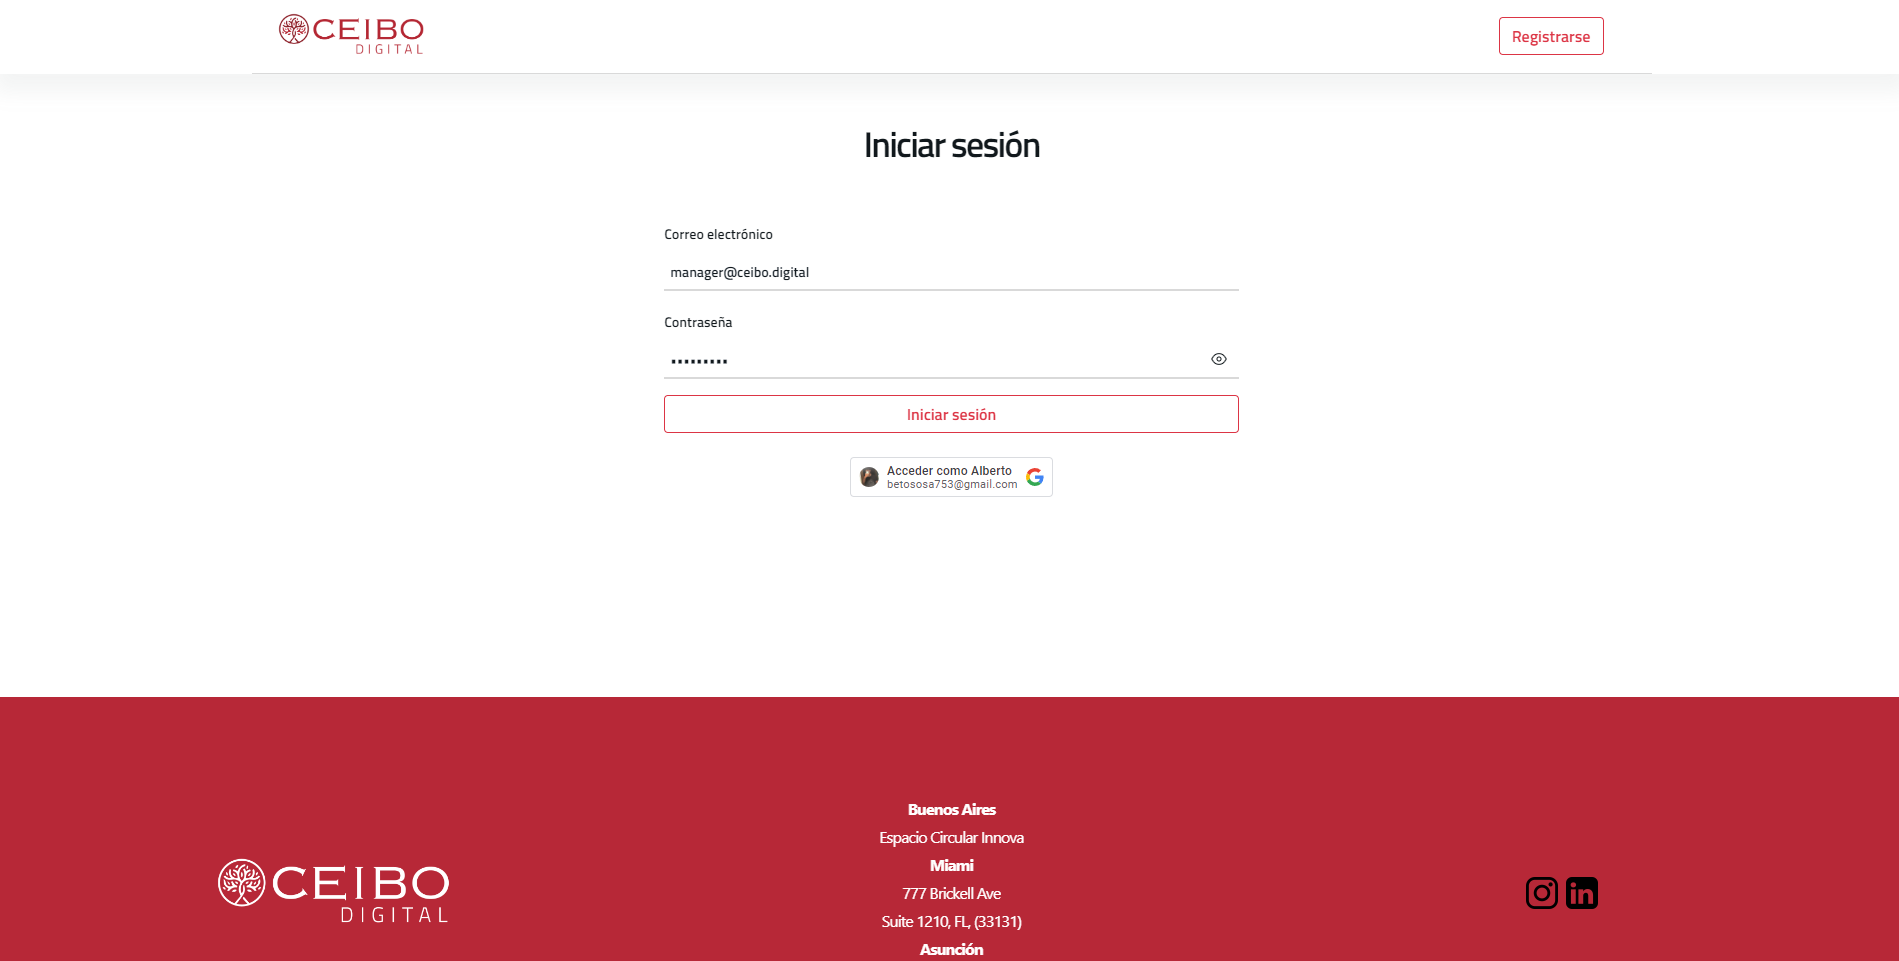 CEIBO
DIGITAL
Registrarse
Iniciar sesión
Correo electrónico
manager@ceibo.digital
Contraseña
•••••••••
Iniciar sesión
Acceder como Alberto
betososa753@gmail.com
Buenos Aires
Espacio Circular Innova
Miami
777 Brickell Ave
Suite 1210, FL, (33131)
Asunción
CEIBO
DIGITAL